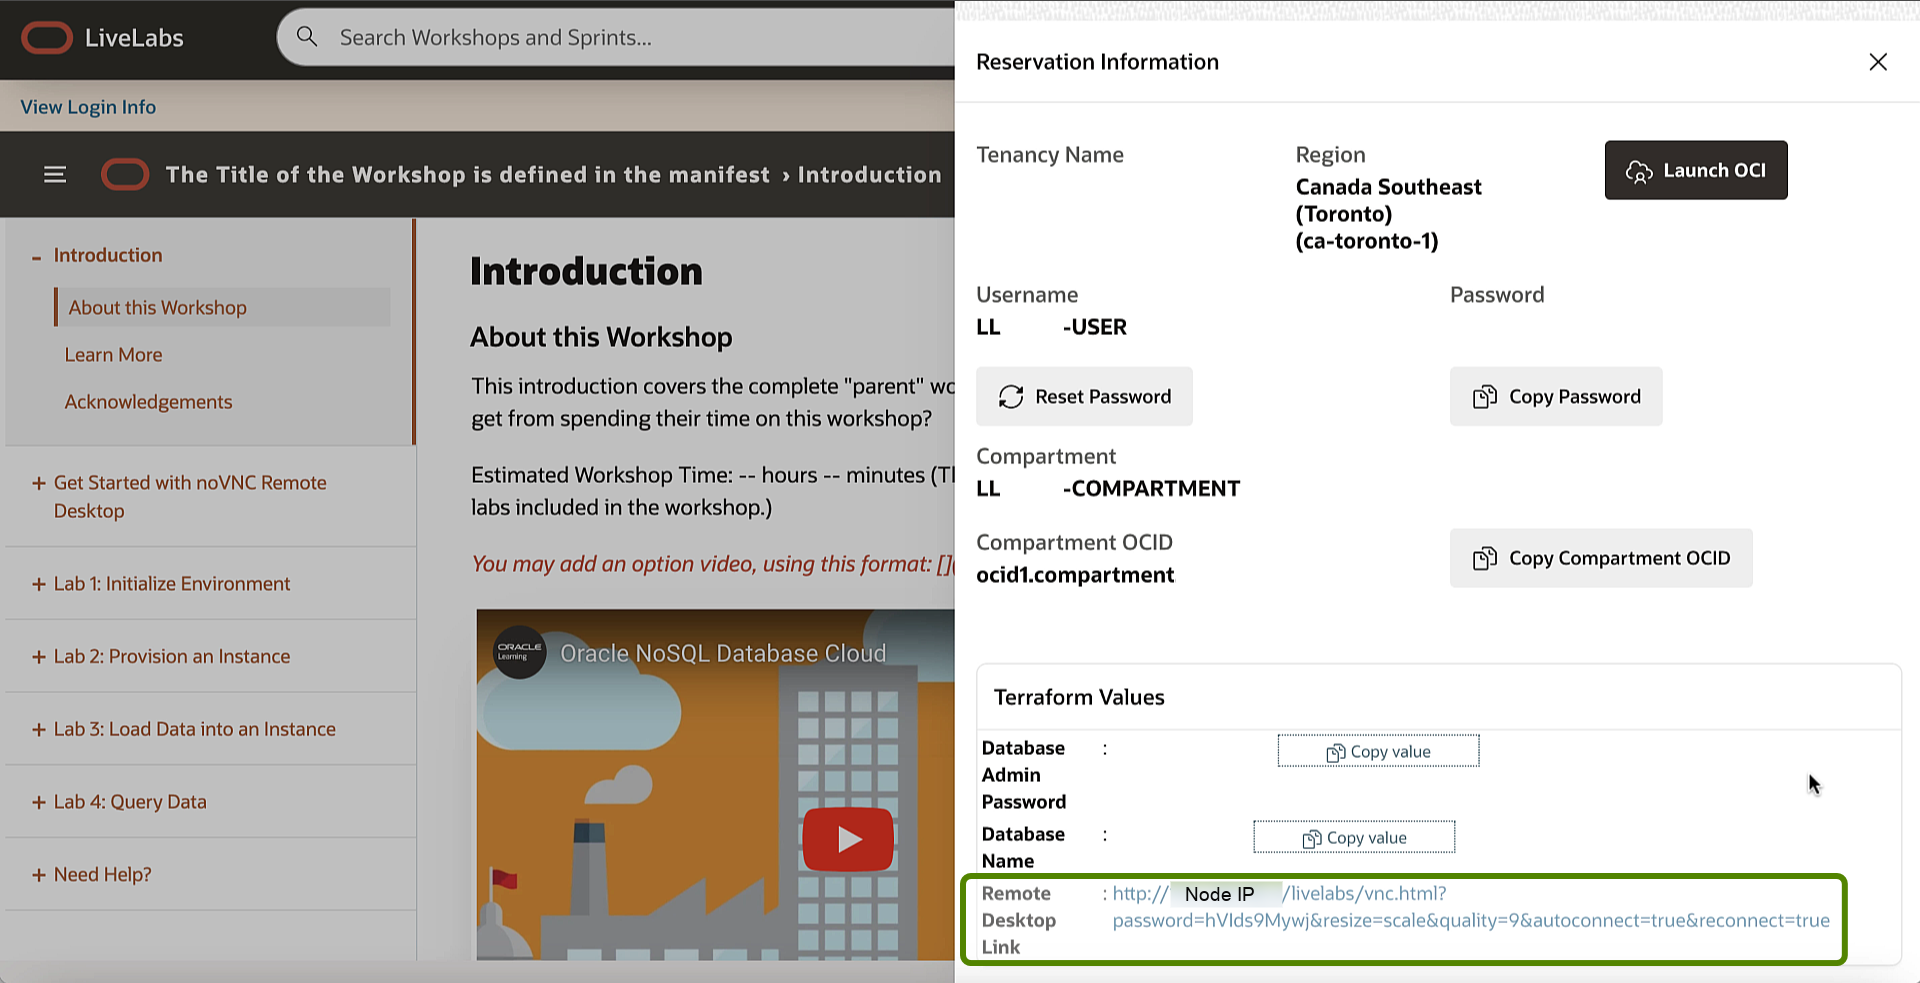 LiveLabs
Search Workshops and Sprints...
View Login Info
The Title of the Workshop is defined in the manifest › Introduction
- Introduction
About this Workshop
Learn More
Acknowledgements
+ Get Started with noVNC Remote
Desktop
+ Lab 1: Initialize Environment
+ Lab 2: Provision an Instance
+ Lab 3: Load Data into an Instance
+ Lab 4: Query Data
+ Need Help?
Introduction
About this Workshop
This introduction covers the complete "parent" wo
get from spending their time on this workshop?
Estimated Workshop Time: -- hours -- minutes (Th
labs included in the workshop.)
You may add an option video, using this format: [](
ORACLE
Learning
Oracle NoSQL Database Cloud
Reservation Information
Tenancy Name
Region
Canada Southeast
(Toronto)
(ca-toronto-1)
Launch OCI
Username
LL -USER
Password
Reset Password
Copy Password
Compartment
LL -COMPARTMENT
Compartment OCID
ocid1.compartment
Copy Compartment OCID
Terraform Values
Database : Copy value
Admin
Password
Database : Copy value
Name
Remote : http:// Node IP /livelabs/vnc.html?
Desktop password=hVIds9Mywj&resize=scale&quality=9&autoconnect=true&reconnect=true
Link